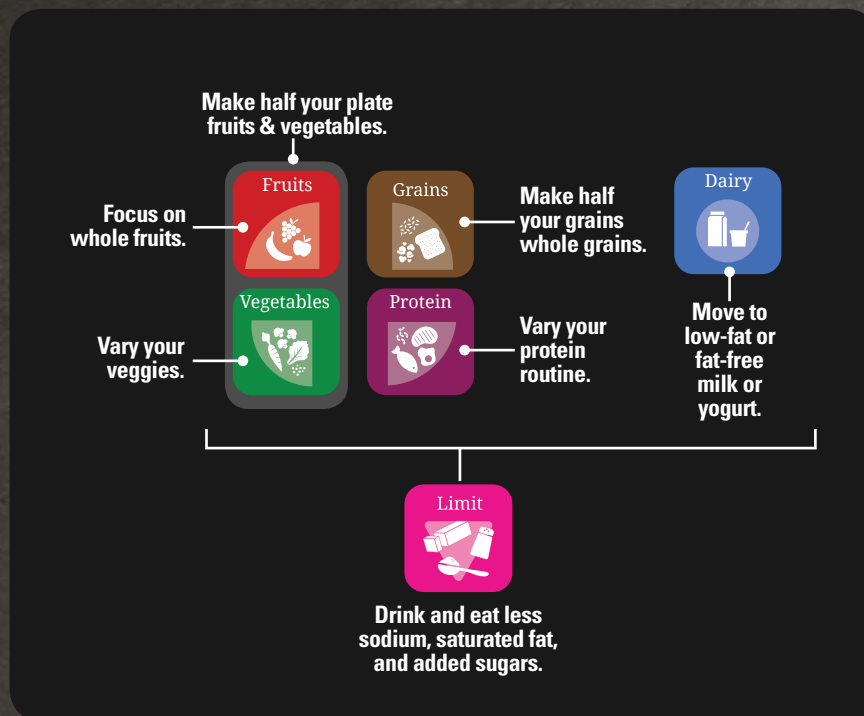 Make half your plate
fruits & vegetables.
Fruits
Focus on
whole fruits.
Grains
Make half
your grains
whole grains.
Dairy
Move to
low-fat or
fat-free
milk or
yogurt.
Vegetables
Vary your
veggies.
Protein
Vary your
protein
routine.
Limit
Drink and eat less
sodium, saturated fat,
and added sugars.